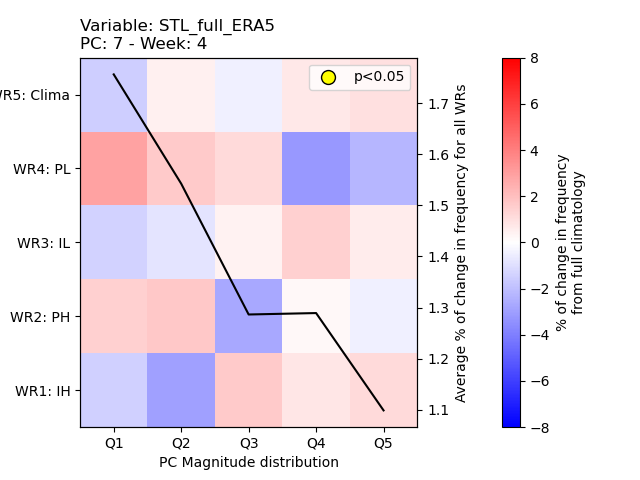 Variable: STL_full_ERA5
PC: 7 - Week: 4
p<0.05
WR5: Clima
WR4: PL
WR3: IL
WR2: PH
WR1: IH
Q1 Q2 Q3 Q4 Q5
PC Magnitude distribution
1.7
1.6
1.5
1.4
1.3
1.2
1.1
Average % of change in frequency for all WRs
8
6
4
2
0
−2
−4
−6
−8
% of change in frequency
from full climatology